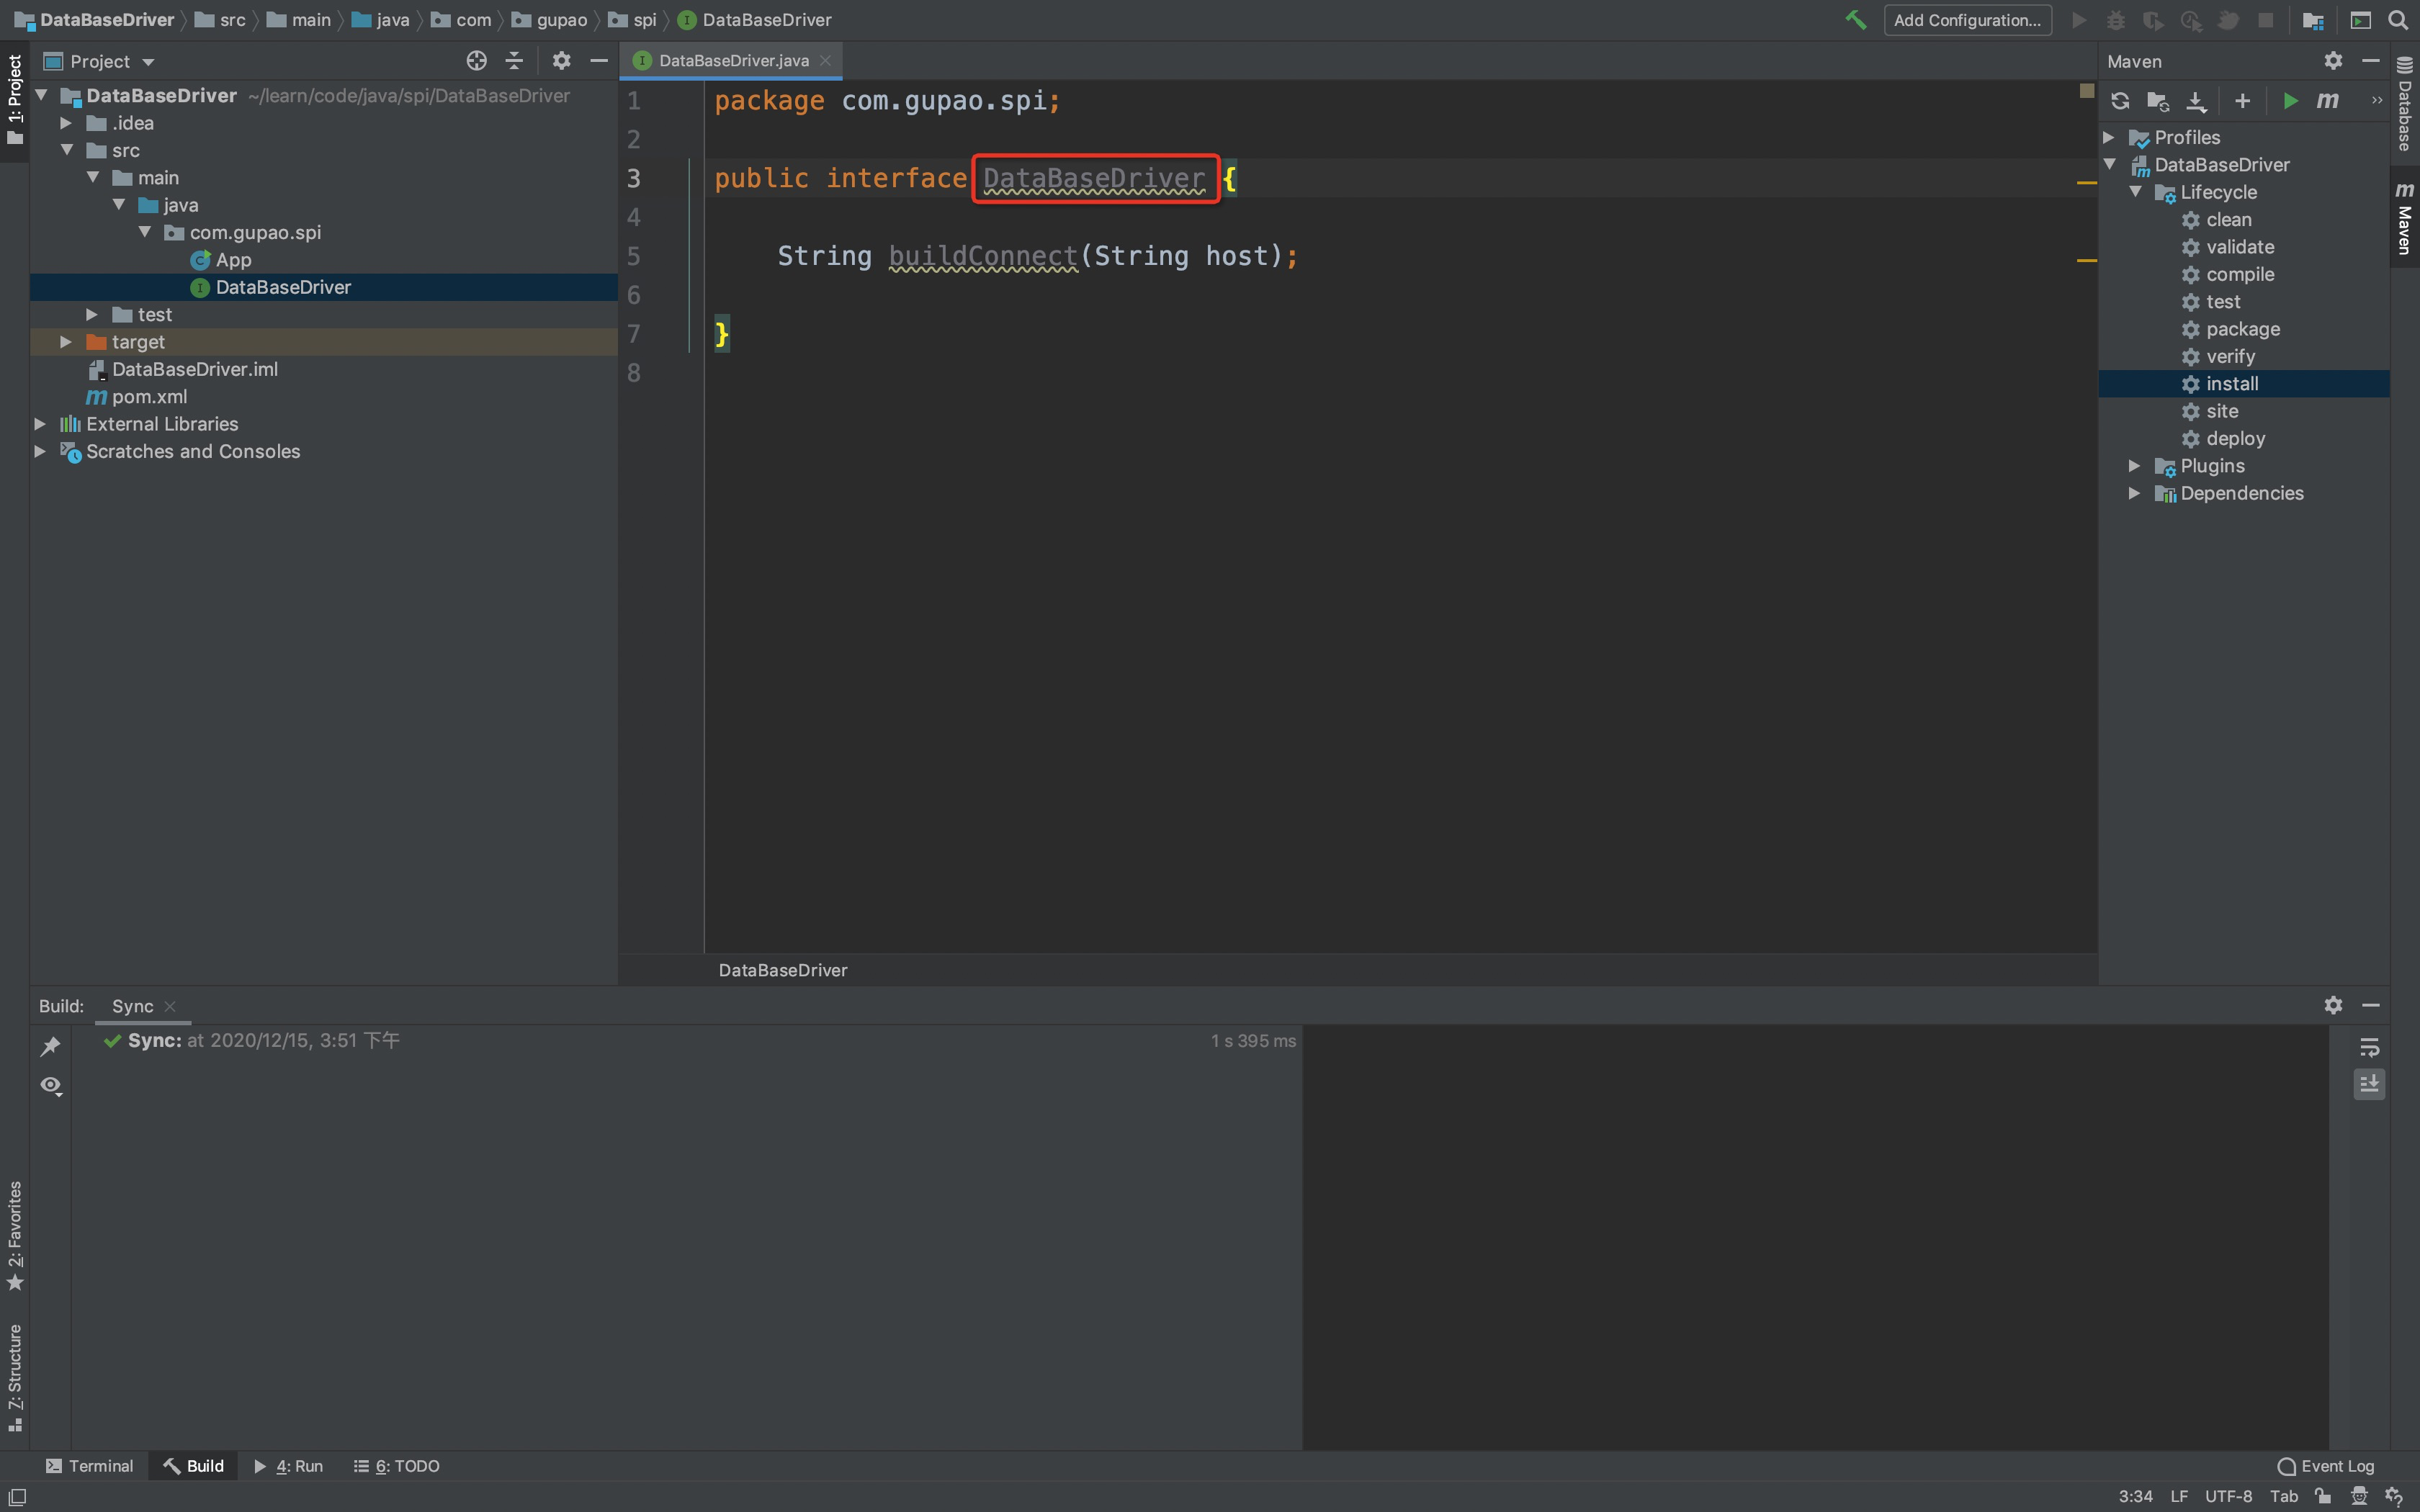 DataBaseDriver src main java com gupao spi DataBaseDriver
Add Configuration...
1: Project
Project
DataBaseDriver ~/learn/code/java/spi/DataBaseDriver
.idea
src
main
java
com.gupao.spi
App
DataBaseDriver
test
target
DataBaseDriver.iml
pom.xml
External Libraries
Scratches and Consoles
DataBaseDriver.java
1 package com.gupao.spi;
2
3 public interface DataBaseDriver {
4
5 String buildConnect(String host);
6
7 }
8
DataBaseDriver
Maven
Profiles
DataBaseDriver
Lifecycle
clean
validate
compile
test
package
verify
install
site
deploy
Plugins
Dependencies
Database
Maven
Build: Sync
Sync: at 2020/12/15, 3:51 下午 1 s 395 ms
2: Favorites
7: Structure
Terminal Build 4: Run 6: TODO Event Log
3:34 LF UTF-8 Tab